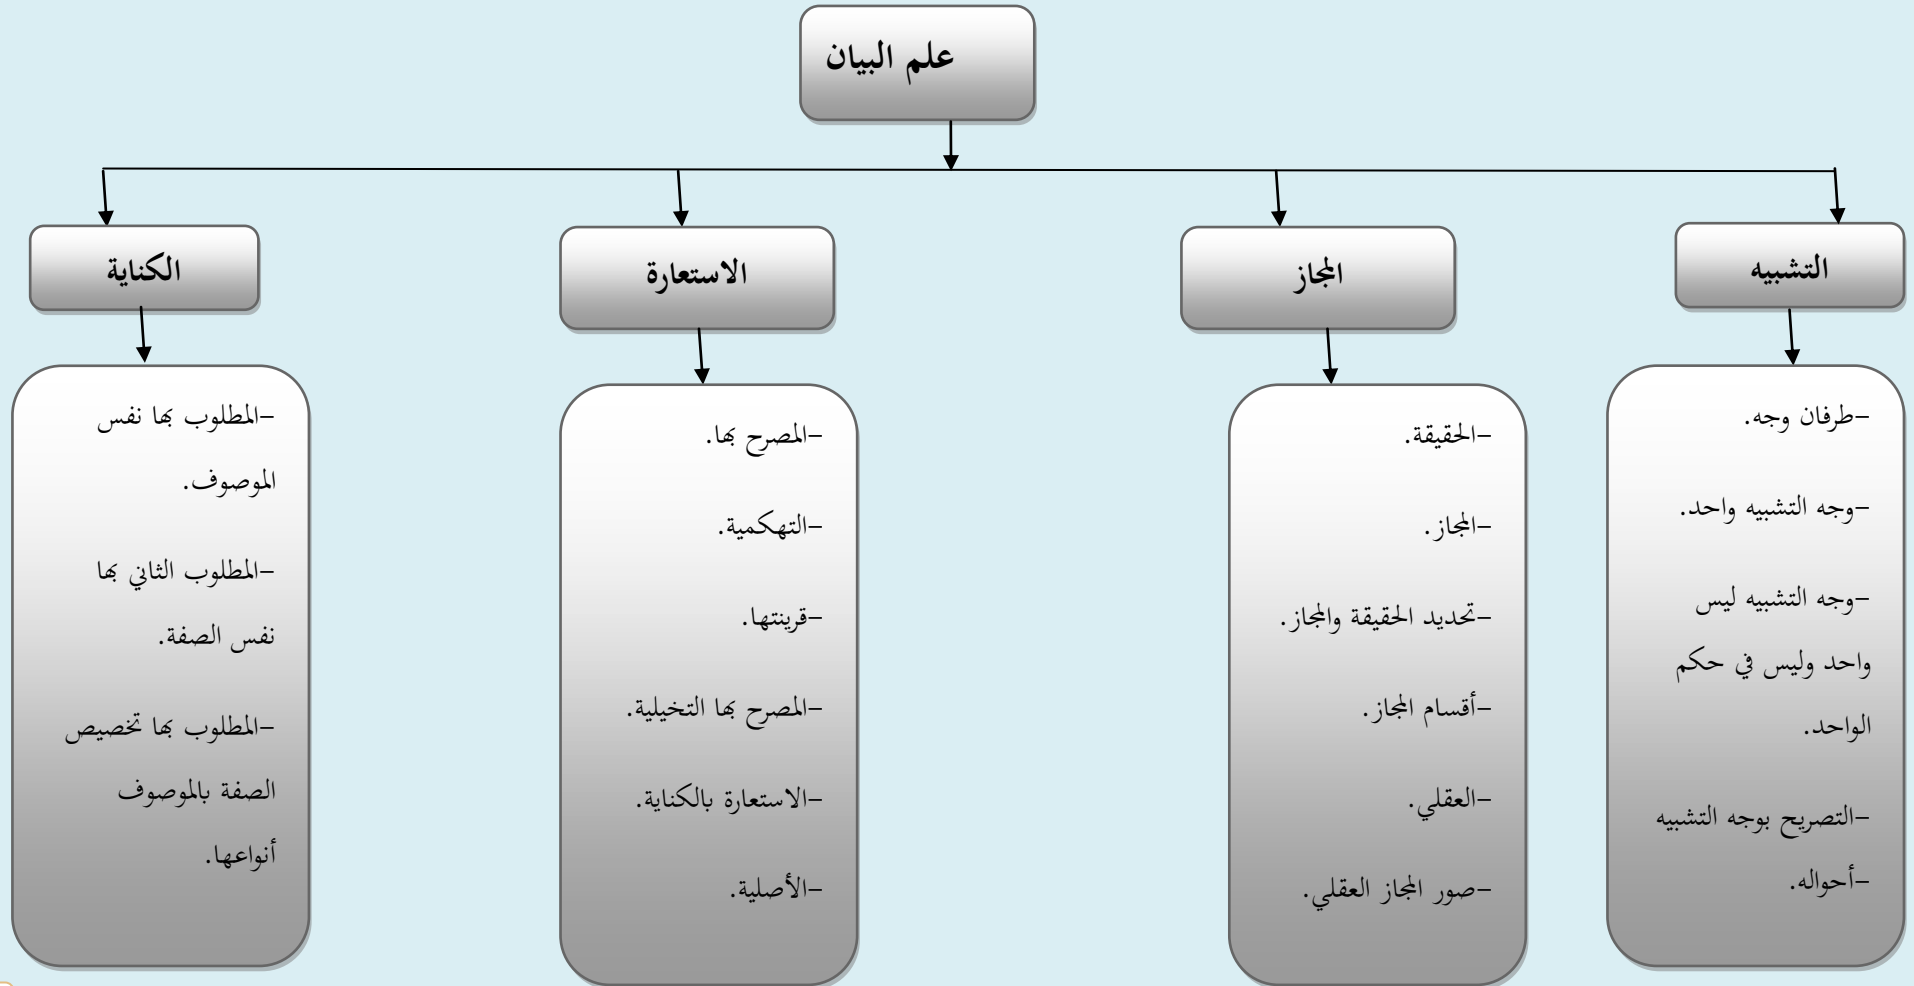 علم البيان
التشبيه
المجاز
الاستعارة
الكناية
-طرفان وجه.
-وجه التشبيه واحد.
-وجه التشبيه ليس
واحد وليس في حكم
الواحد.
-التصريح بوجه التشبيه
-أحواله.
-الحقيقة.
-المجاز.
-تحديد الحقيقة والمجاز.
-أقسام المجاز.
-العقلي.
-صور المجاز العقلي.
-المصرح بها.
-التهكمية.
-قرينتها.
-المصرح بها التخيلية.
-الاستعارة بالكناية.
-الأصلية.
-المطلوب بها نفس
الموصوف.
-المطلوب الثاني بها
نفس الصفة.
-المطلوب بها تخصيص
الصفة بالموصوف
أنواعها.